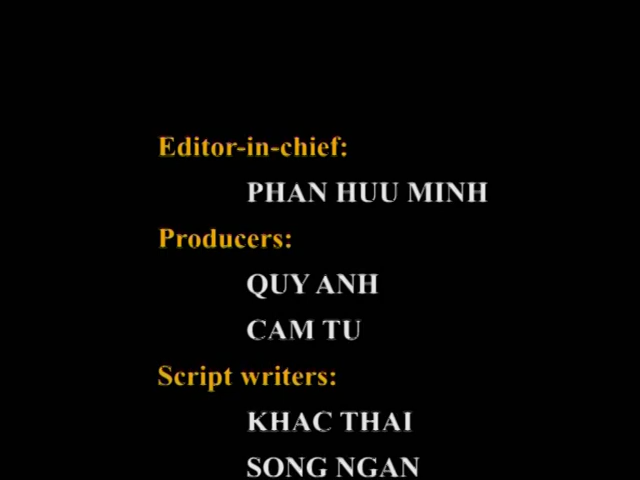 Editor-in-chief:
PHAN HUU MINH
Producers:
QUY ANH
CAM TU
Script writers:
KHAC THAI
SONG NGAN